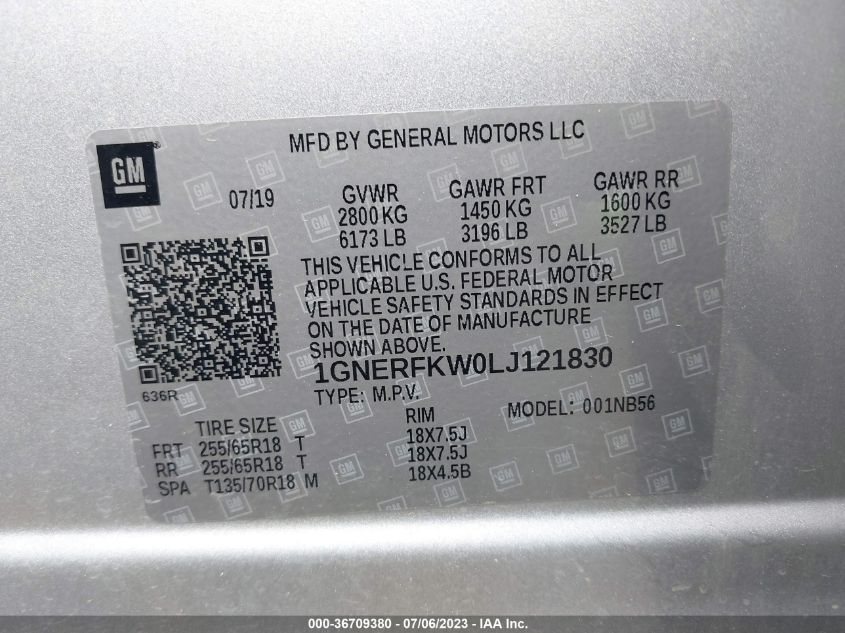 MFD BY GENERAL MOTORS LLC
GM
07/19 GVWR GAWR FRT GAWR RR
2800 KG 1450 KG 1600 KG
6173 LB 3196 LB 3527 LB
THIS VEHICLE CONFORMS TO ALL
APPLICABLE U.S. FEDERAL MOTOR
VEHICLE SAFETY STANDARDS IN EFFECT
ON THE DATE OF MANUFACTURE
SHOWN ABOVE.
1GNERFKW0LJ121830
636R
TYPE: M.P.V. MODEL: 001NB56
TIRE SIZE RIM
FRT 255/65R18 T 18X7.5J
RR 255/65R18 T 18X7.5J
SPA T135/70R18 M 18X4.5B
000-36709380 - 07/06/2023 - IAA Inc.